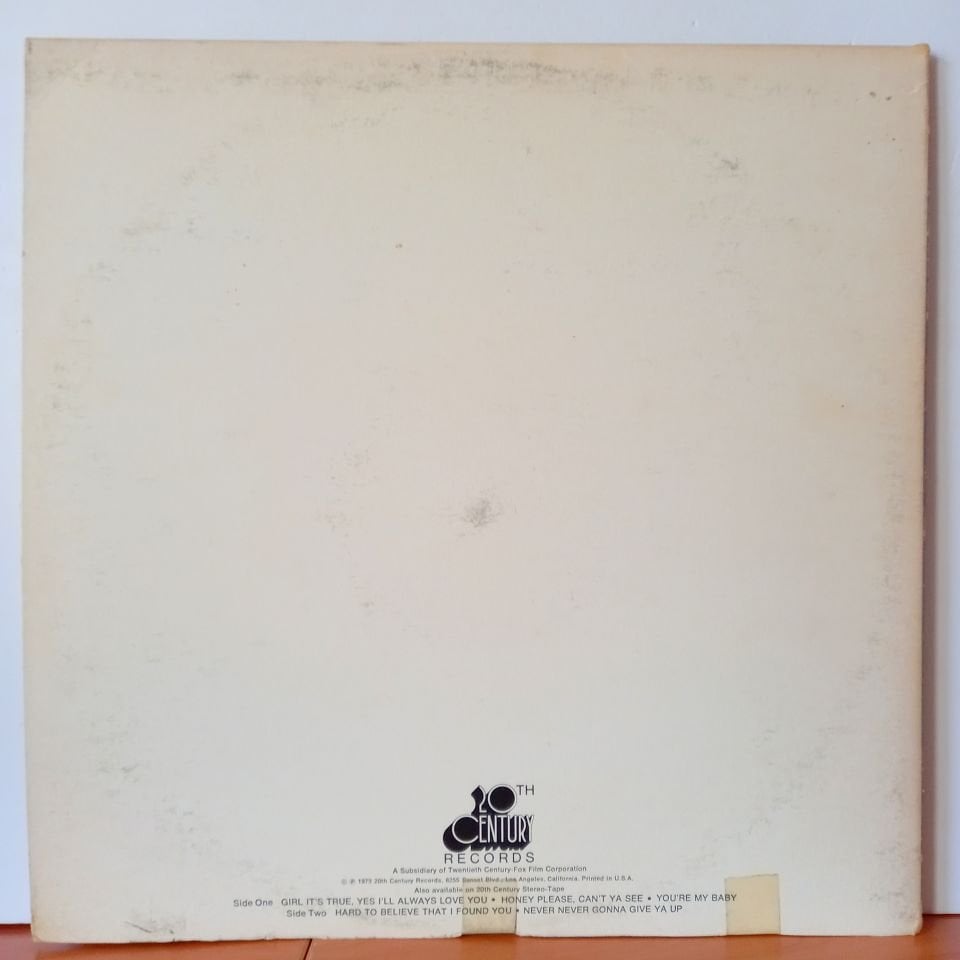 20TH
CENTURY
RECORDS
A Subsidiary of Twentieth Century-Fox Film Corporation
© ℗ 1973 20th Century Records, 8255 Sunset Blvd., Los Angeles, California. Printed in U.S.A.
Also available on 20th Century Stereo-Tape
Side One GIRL IT'S TRUE, YES I'LL ALWAYS LOVE YOU • HONEY PLEASE, CAN'T YA SEE • YOU'RE MY BABY
Side Two HARD TO BELIEVE THAT I FOUND YOU • NEVER NEVER GONNA GIVE YA UP